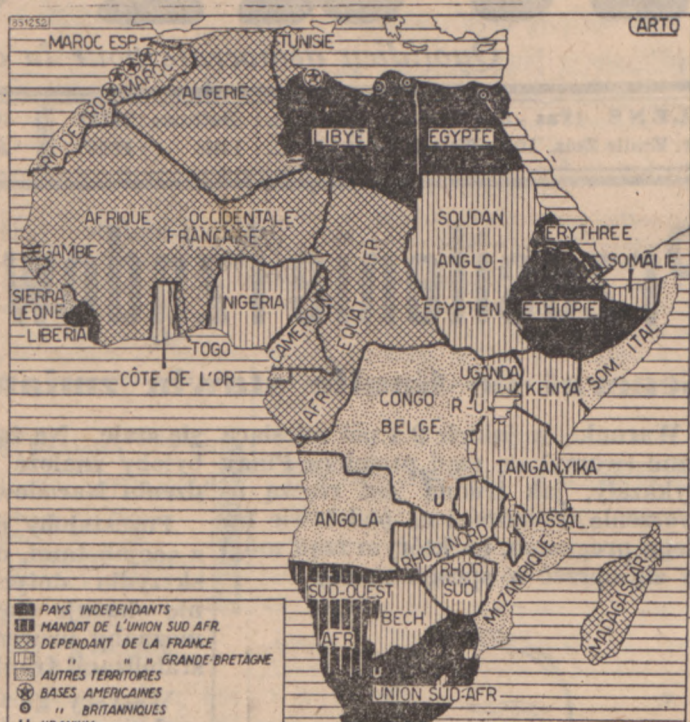 CARTO
MAROC ESP.
TUNISIE
MAROC
ALGERIE
RIO DE ORO
LIBYE
EGYPTE
AFRIQUE OCCIDENTALE
FRANCAISE
SOUDAN
ANGLO-
EGYPTIEN
ERYTHREE
SOMALIE
GAMBIE
SIERRA
LEONE
LIBERIA
NIGERIA
ETHIOPIE
TOGO
CÔTE DE L'OR
CAMEROUN
AFR EQUAT FR.
UGANDA
KENYA
SOM ITAL
R-U
CONGO
BELGE
TANGANYIKA
U
ANGOLA
NYASSAL.
RHOD NORD
MOZAMBIQUE
RHOD
SUD
MADAGASCAR
SUD-OUEST
AFR
BECH.
U
UNION SUD-AFR
PAYS INDEPENDANTS
MANDAT DE L'UNION SUD AFR.
DEPENDANT DE LA FRANCE
" " " GRANDE-BRETAGNE
AUTRES TERRITOIRES
BASES AMERICAINES
" BRITANNIQUES
U